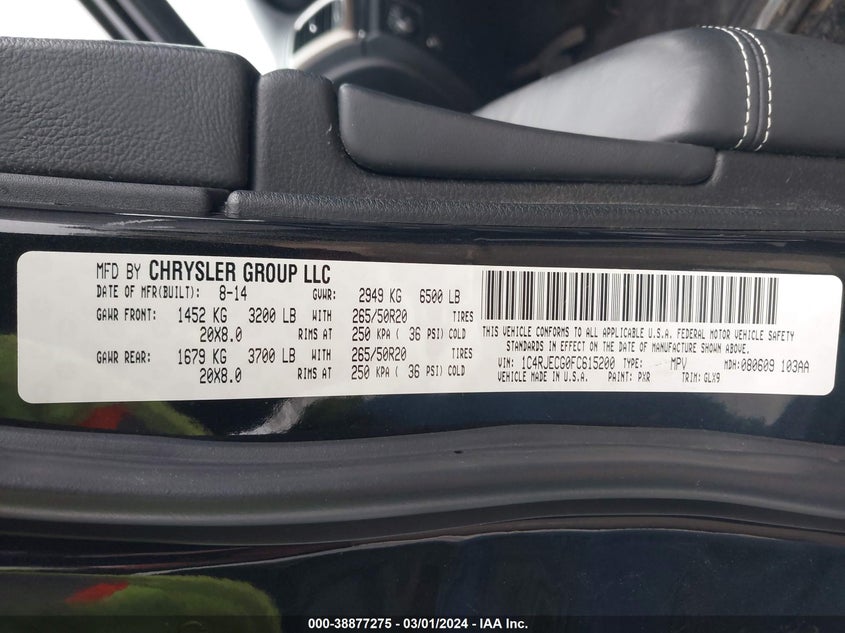 MFD BY CHRYSLER GROUP LLC
DATE OF MFR(BUILT): 8-14 GVWR: 2949 KG 6500 LB
GAWR FRONT: 1452 KG 3200 LB WITH 265/50R20 TIRES
20X8.0 RIMS AT 250 KPA ( 36 PSI) COLD
GAWR REAR: 1679 KG 3700 LB WITH 265/50R20 TIRES
20X8.0 RIMS AT 250 KPA ( 36 PSI) COLD
THIS VEHICLE CONFORMS TO ALL APPLICABLE U.S.A. FEDERAL MOTOR VEHICLE SAFETY
STANDARDS IN EFFECT ON THE DATE OF MANUFACTURE SHOWN ABOVE.
VIN: 1C4RJECG0FC615200 TYPE: MPV MDH:080609 103AA
VEHICLE MADE IN U.S.A. PAINT: PXR TRIM: GLX9
000-38877275 - 03/01/2024 - IAA Inc.